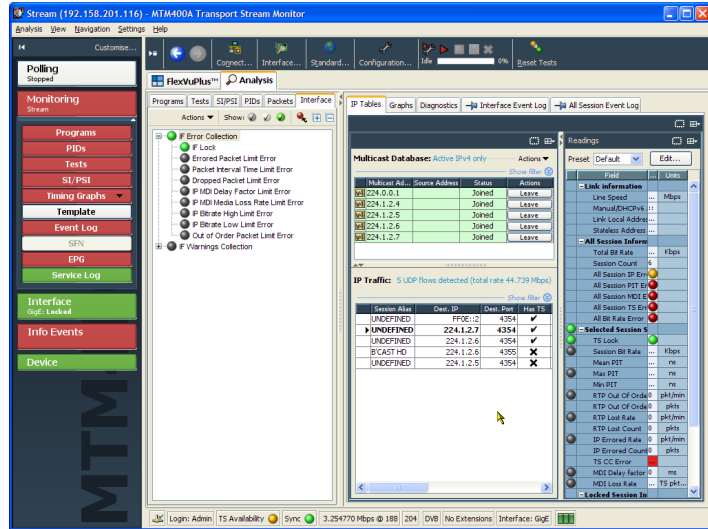 Stream (192.158.201.116) - MTM400A Transport Stream Monitor
Analysis View Navigation Settings Help
Customise...
Connect... Interface... Standard... Configuration... Idle 0% Reset Tests
Polling
Stopped
FlexVuPlus™ Analysis
Monitoring
Stream
Programs
PIDs
Tests
SI/PSI
Timing Graphs
Template
Event Log
SFN
EPG
Service Log
Interface
GigE: Locked
Info Events
Device
MTM4
Programs Tests SI/PSI PIDs Packets Interface
Actions Show:
IF Error Collection
IF Lock
Errored Packet Limit Error
Packet Interval Time Limit Error
Dropped Packet Limit Error
IP MDI Delay Factor Limit Error
IP MDI Media Loss Rate Limit Error
IP Bitrate High Limit Error
IP Bitrate Low Limit Error
Out of Order Packet Limit Error
IF Warnings Collection
IP Tables Graphs Diagnostics Interface Event Log All Session Event Log
Multicast Database: Active IPv4 only Actions
Show filter
Multicast Ad... Source Address Status Actions
224.0.0.1 Joined Leave
224.1.2.4 Joined Leave
224.1.2.5 Joined Leave
224.1.2.6 Joined Leave
224.1.2.7 Joined Leave
IP Traffic: 5 UDP flows detected (total rate 44.739 Mbps)
Show filter
Session Alias Dest. IP Dest. Port Has TS
UNDEFINED FF0E::2 4354 ✔
UNDEFINED 224.1.2.7 4354 ✔
UNDEFINED 224.1.2.6 4354 ✔
B'CAST HD 224.1.2.6 4355 ✖
UNDEFINED 224.1.2.5 4354 ✖
Readings
Preset Default Edit...
Field ... Units
Link information
Line Speed ... Mbps
Manual/DHCPv6 ::
Link Local Addres ...
Stateless Address ...
All Session Inform
Total Bit Rate ... Kbps
Session Count 6
All Session IP Err
All Session PIT Er
All Session MDI E
All Session TS Err
All Bit Rate Error
Selected Session S
TS Lock
Session Bit Rate ... Kbps
Mean PIT ... ns
Max PIT ... ns
Min PIT ... ns
RTP Out Of Orde 0 pkt/min
RTP Out Of Orde 0 pkts
RTP Lost Rate 0 pkt/min
RTP Lost Count 0 pkts
IP Errored Rate 0 pkt/min
IP Errored Count 0 pkts
TS CC Error ...
MDI Delay factor 0 ms
MDI Loss Rate ... TS pkt...
Locked Session In
Login: Admin TS Availability Sync 3.254770 Mbps @ 188 204 DVB No Extensions Interface: GigE